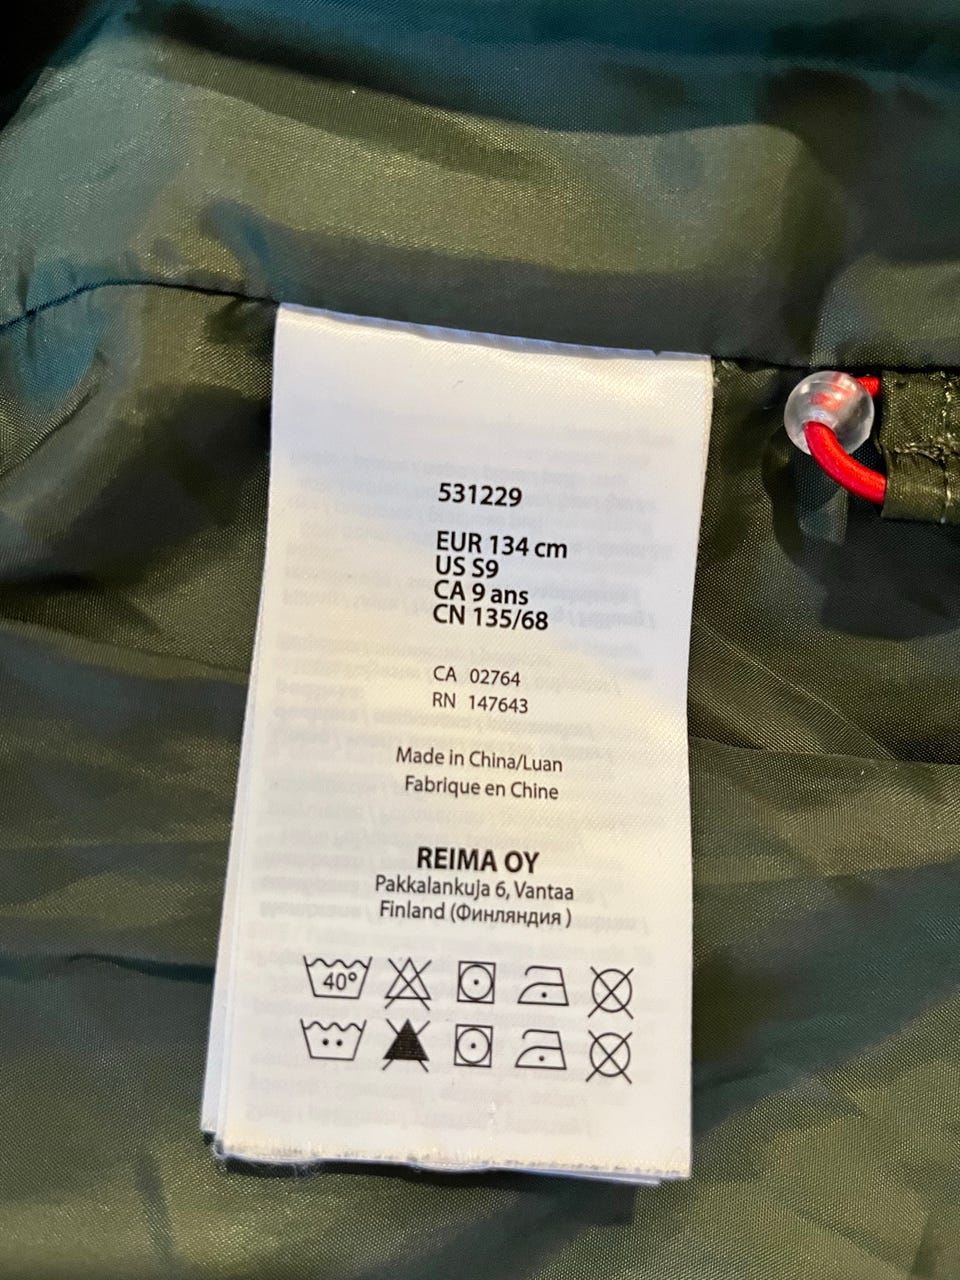 531229
EUR 134 cm
US S9
CA 9 ans
CN 135/68
CA 02764
RN 147643
Made in China/Luan
Fabrique en Chine
REIMA OY
Pakkalankuja 6, Vantaa
Finland (Финляндия )
40°